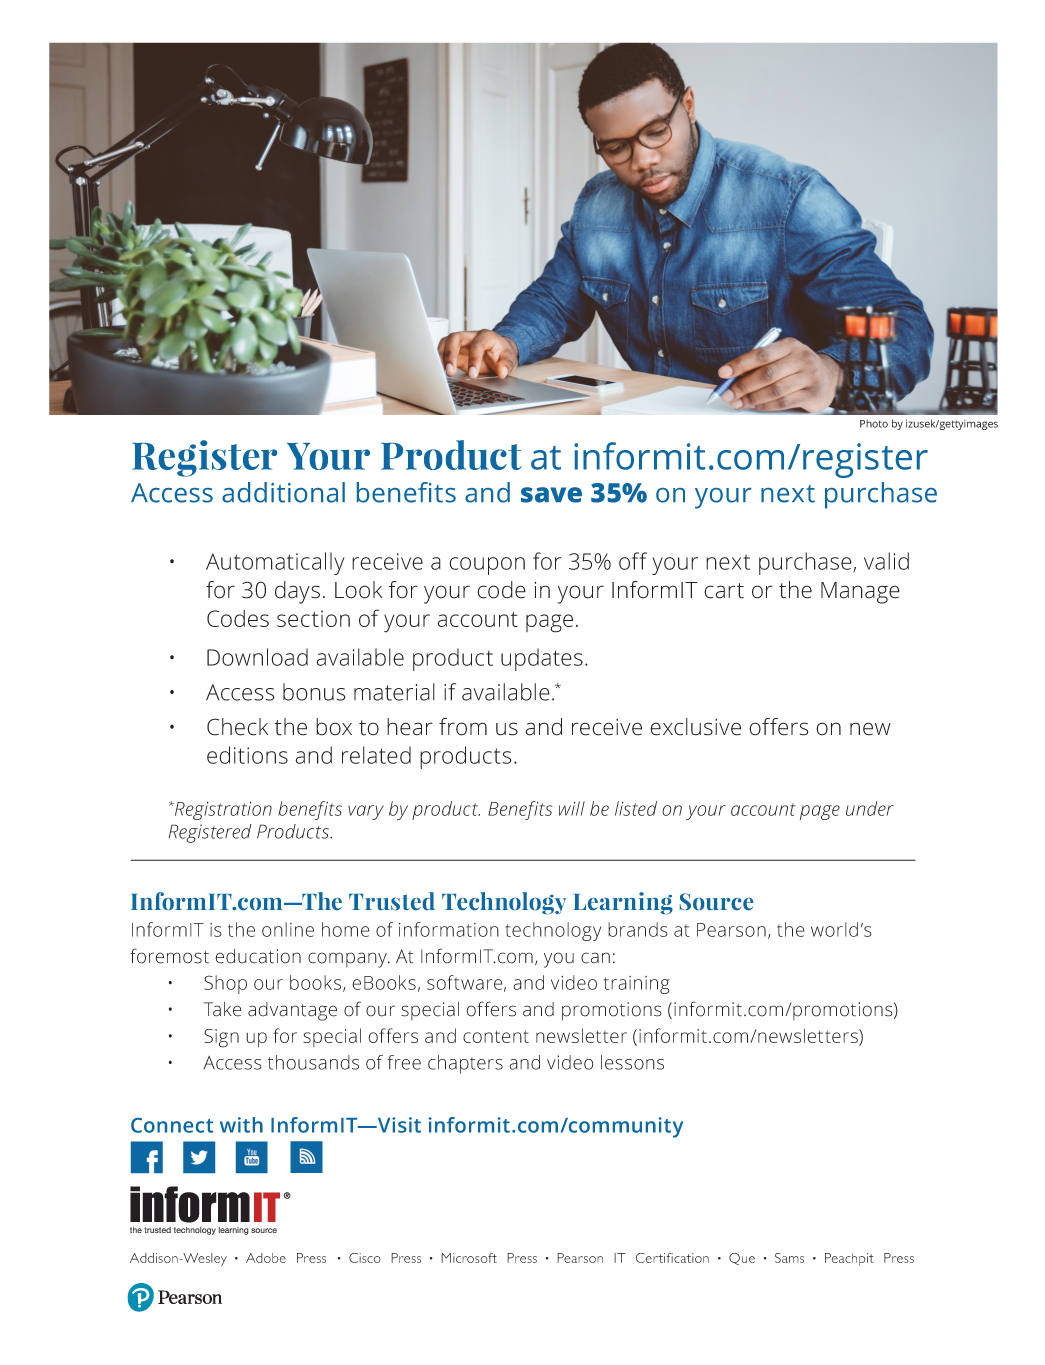 Photo by izusek/gettyimages
Register Your Product at informit.com/register
Access additional benefits and save 35% on your next purchase
• Automatically receive a coupon for 35% off your next purchase, valid
for 30 days. Look for your code in your InformIT cart or the Manage
Codes section of your account page.
• Download available product updates.
• Access bonus material if available.*
• Check the box to hear from us and receive exclusive offers on new
editions and related products.
*Registration benefits vary by product. Benefits will be listed on your account page under
Registered Products.
InformIT.com—The Trusted Technology Learning Source
InformIT is the online home of information technology brands at Pearson, the world’s
foremost education company. At InformIT.com, you can:
• Shop our books, eBooks, software, and video training
• Take advantage of our special offers and promotions (informit.com/promotions)
• Sign up for special offers and content newsletter (informit.com/newsletters)
• Access thousands of free chapters and video lessons
Connect with InformIT—Visit informit.com/community
You Tube
informIT®
the trusted technology learning source
Addison-Wesley • Adobe Press • Cisco Press • Microsoft Press • Pearson IT Certification • Que • Sams • Peachpit Press
P Pearson